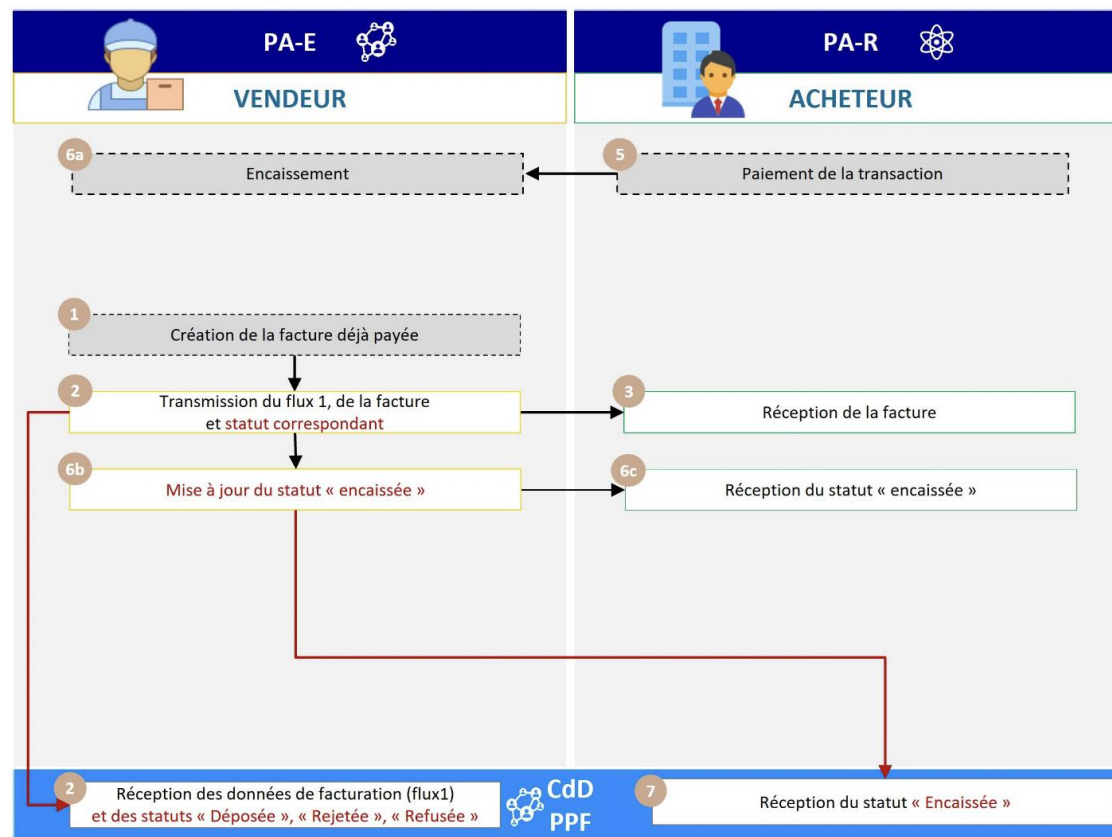 PA-E
PA-R
VENDEUR
ACHETEUR
6a
Encaissement
5
Paiement de la transaction
1
Création de la facture déjà payée
2
Transmission du flux 1, de la facture
et statut correspondant
3
Réception de la facture
6b
Mise à jour du statut « encaissée »
6c
Réception du statut « encaissée »
2
Réception des données de facturation (flux1)
et des statuts « Déposée », « Rejetée », « Refusée »
CdD
PPF
7
Réception du statut « Encaissée »